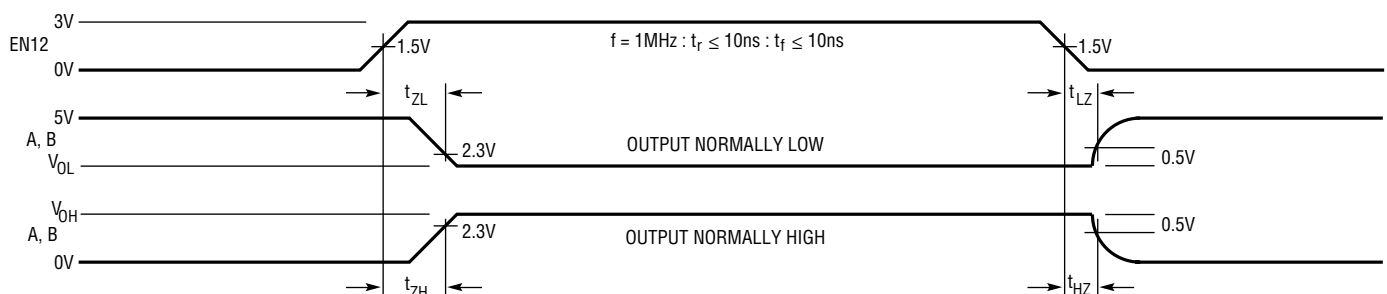 3V
EN12
0V
1.5V
f = 1MHz : tr ≤ 10ns : tf ≤ 10ns
1.5V
tZL
tLZ
5V
A, B
VOL
2.3V
OUTPUT NORMALLY LOW
0.5V
VOH
A, B
0V
2.3V
OUTPUT NORMALLY HIGH
0.5V
tZH
tHZ